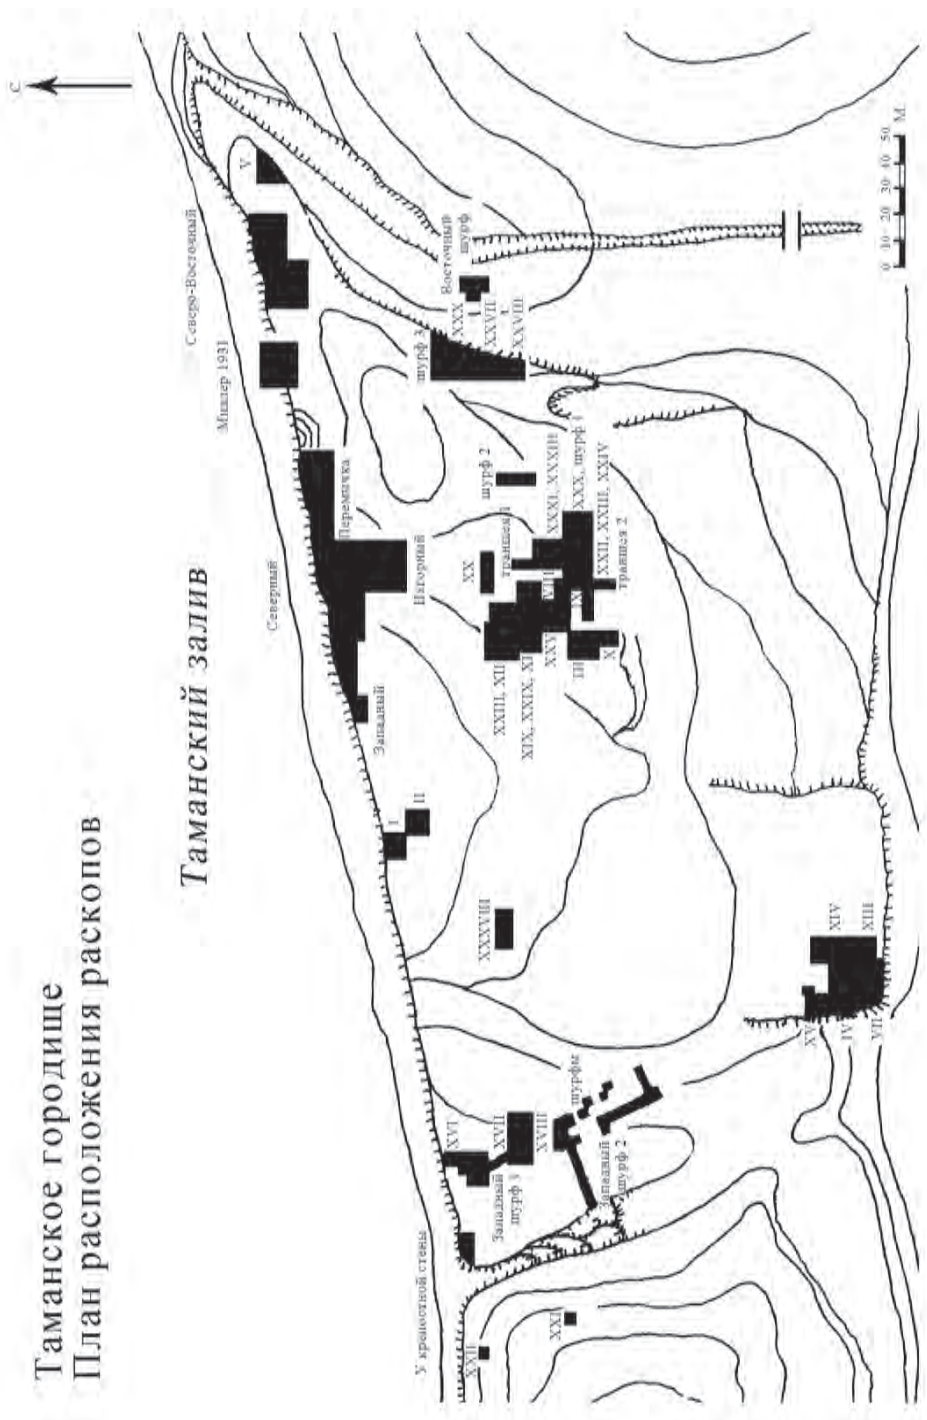 Таманское городище
План расположения раскопов
С
Таманский залив
Северо-Восточный
Миллер 1931
Северный
V
Восточный
шурф
шурф 3
XXX
XXVII
XXVIII
Перемычка
Нагорный
Западный
I
II
шурф 2
XX
траншея 1
XXXI, XXXIII
XXX, шурф 1
XXII, XXIII, XXIV
траншея 2
VIII
IX
XXIII, XII
XIX, XXIX, XI
XXV
III
X
XXXVIII
XIV
XIII
XV
IV
VII
XVI
XVII
XVIII
шурфы
Западный
шурф 3
Западный
шурф 2
У крепостной стены
XXII
XXI
0 10 20 30 40 50 М